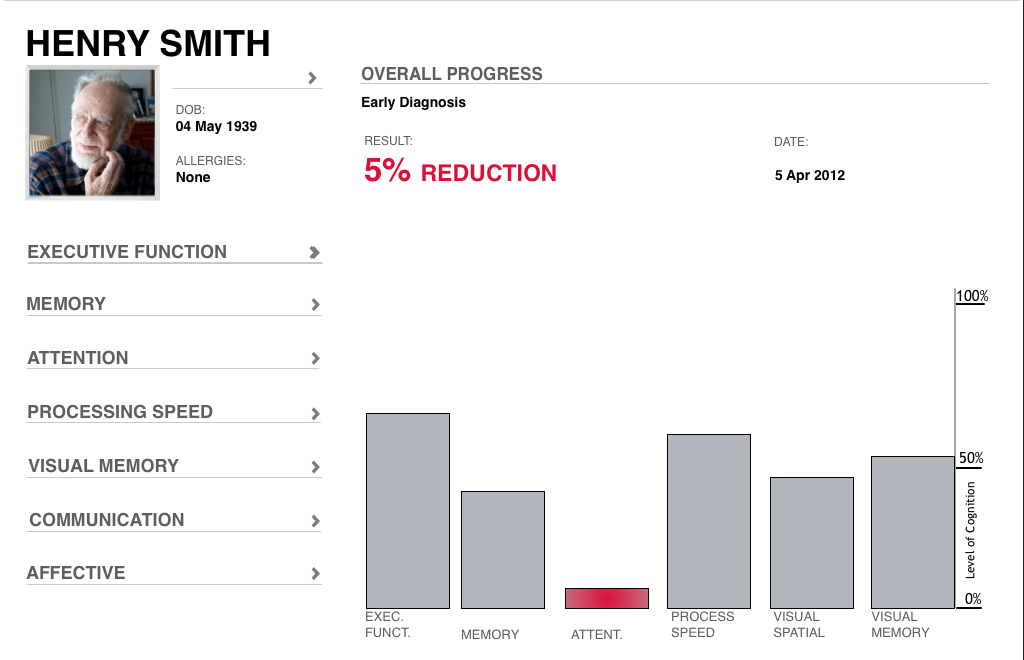 HENRY SMITH
DOB:
04 May 1939
ALLERGIES:
None
EXECUTIVE FUNCTION
MEMORY
ATTENTION
PROCESSING SPEED
VISUAL MEMORY
COMMUNICATION
AFFECTIVE
OVERALL PROGRESS
Early Diagnosis
RESULT:
5% REDUCTION
DATE:
5 Apr 2012
100%
50%
Level of Cognition
0%
EXEC.
FUNCT.
MEMORY
ATTENT.
PROCESS
SPEED
VISUAL
SPATIAL
VISUAL
MEMORY